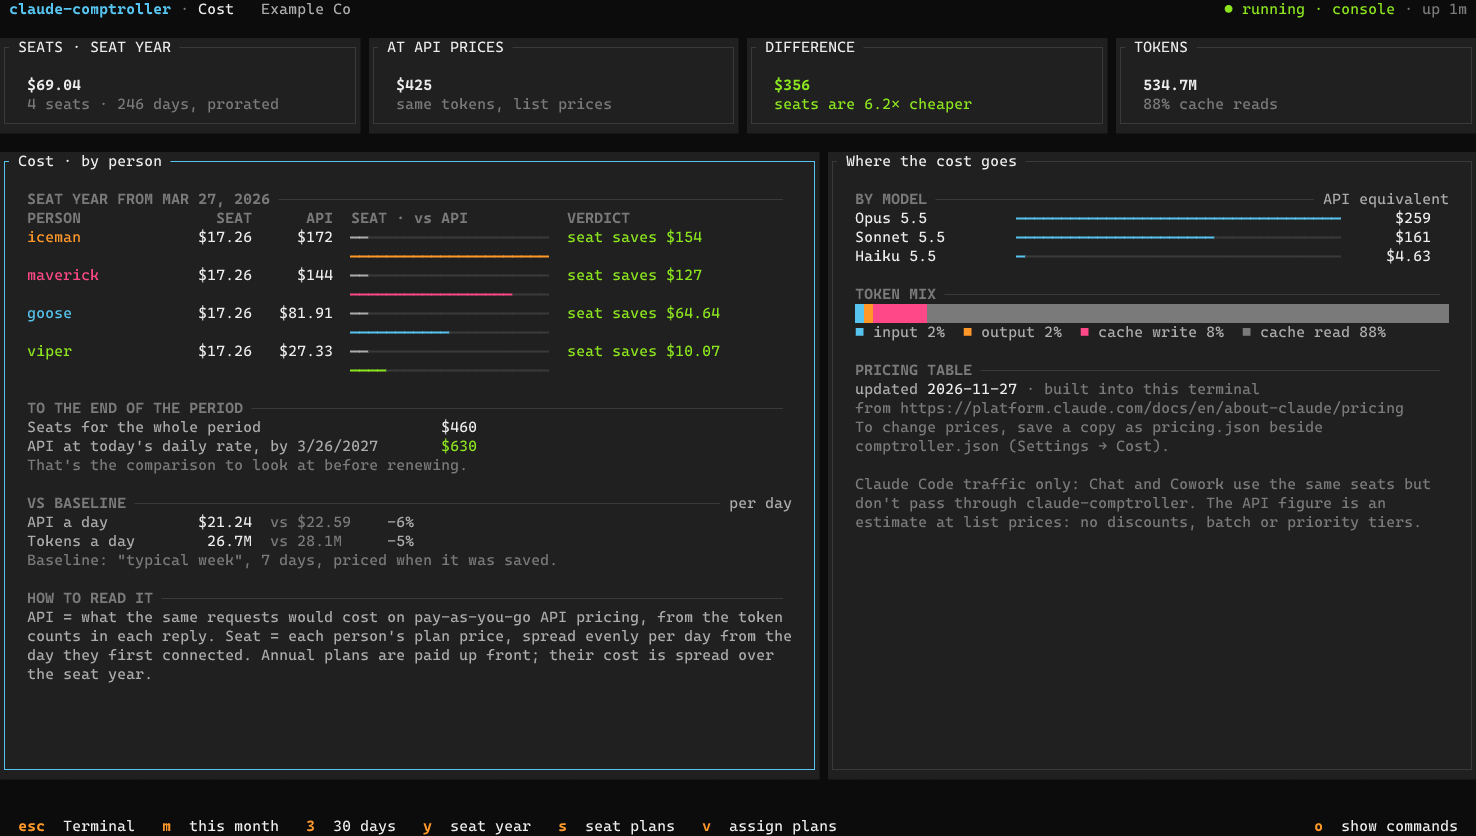 claude-comptroller · Cost   Example Co
● running · console · up 1m
SEATS · SEAT YEAR
$69.04
4 seats · 246 days, prorated
AT API PRICES
$425
same tokens, list prices
DIFFERENCE
$356
seats are 6.2× cheaper
TOKENS
534.7M
88% cache reads
Cost · by person
SEAT YEAR FROM MAR 27, 2026
PERSON   SEAT   API   SEAT · vs API   VERDICT
iceman   $17.26   $172   seat saves $154
maverick   $17.26   $144   seat saves $127
goose   $17.26   $81.91   seat saves $64.64
viper   $17.26   $27.33   seat saves $10.07
TO THE END OF THE PERIOD
Seats for the whole period   $460
API at today's daily rate, by 3/26/2027   $630
That's the comparison to look at before renewing.
VS BASELINE   per day
API a day   $21.24   vs $22.59   −6%
Tokens a day   26.7M   vs 28.1M   −5%
Baseline: "typical week", 7 days, priced when it was saved.
HOW TO READ IT
API = what the same requests would cost on pay-as-you-go API pricing, from the token
counts in each reply. Seat = each person's plan price, spread evenly per day from the
day they first connected. Annual plans are paid up front; their cost is spread over
the seat year.
Where the cost goes
BY MODEL   API equivalent
Opus 5.5   $259
Sonnet 5.5   $161
Haiku 5.5   $4.63
TOKEN MIX
■ input 2%   ■ output 2%   ■ cache write 8%   ■ cache read 88%
PRICING TABLE
updated 2026-11-27 · built into this terminal
from https://platform.claude.com/docs/en/about-claude/pricing
To change prices, save a copy as pricing.json beside
comptroller.json (Settings → Cost).
Claude Code traffic only: Chat and Cowork use the same seats but
don't pass through claude-comptroller. The API figure is an
estimate at list prices: no discounts, batch or priority tiers.
esc  Terminal   m  this month   3  30 days   y  seat year   s  seat plans   v  assign plans   o  show commands